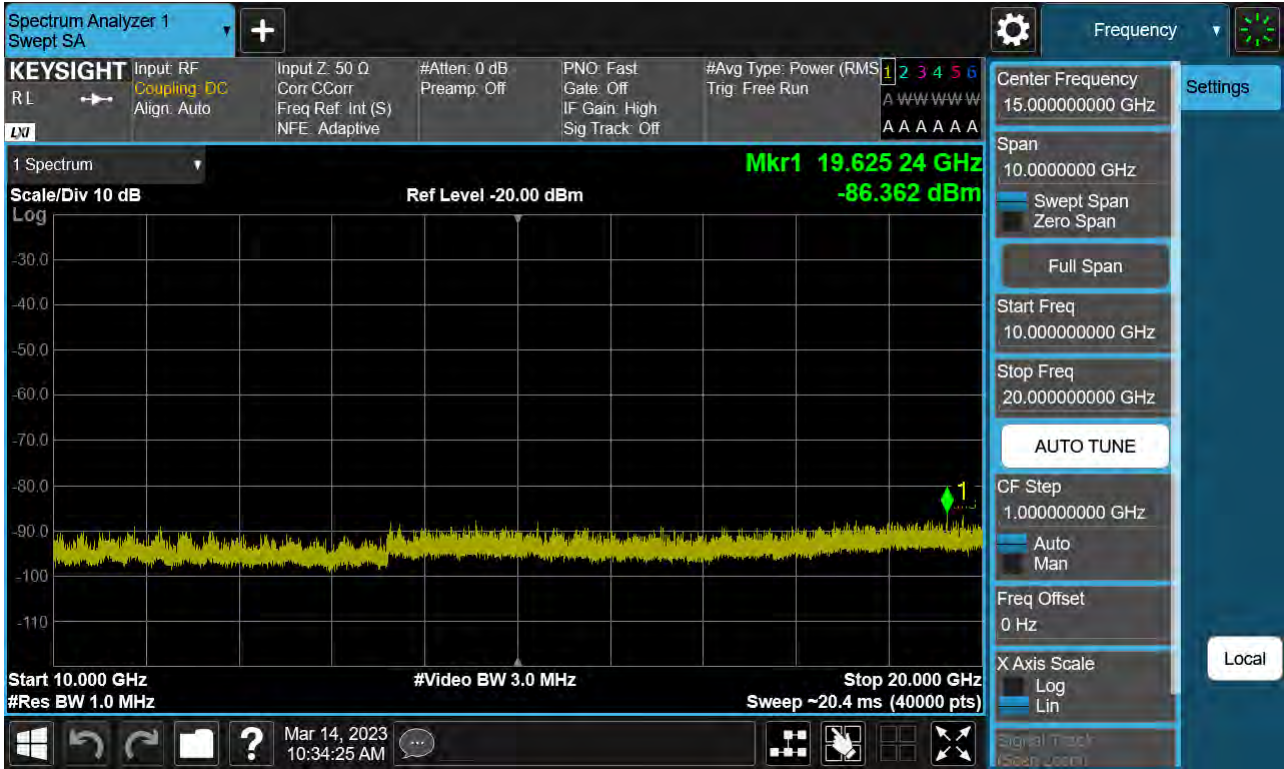 Spectrum Analyzer 1
Swept SA
+
Frequency
KEYSIGHT
RL
LXI
Input: RF
Coupling: DC
Align: Auto
Input Z: 50 Ω
Corr CCorr
Freq Ref: Int (S)
NFE: Adaptive
#Atten: 0 dB
Preamp: Off
PNO: Fast
Gate: Off
IF Gain: High
Sig Track: Off
#Avg Type: Power (RMS
Trig: Free Run
1 2 3 4 5 6
A W W W W W
A A A A A A
1 Spectrum
Scale/Div 10 dB
Log
Ref Level -20.00 dBm
Mkr1 19.625 24 GHz
-86.362 dBm
-30.0
-40.0
-50.0
-60.0
-70.0
-80.0
-90.0
-100
-110
1
Start 10.000 GHz
#Res BW 1.0 MHz
#Video BW 3.0 MHz
Stop 20.000 GHz
Sweep ~20.4 ms (40000 pts)
Center Frequency
15.000000000 GHz
Span
10.0000000 GHz
Swept Span
Zero Span
Full Span
Start Freq
10.000000000 GHz
Stop Freq
20.000000000 GHz
AUTO TUNE
CF Step
1.000000000 GHz
Auto
Man
Freq Offset
0 Hz
X Axis Scale
Log
Lin
Signal Track
(Span Zoom)
Settings
Local
?
Mar 14, 2023
10:34:25 AM